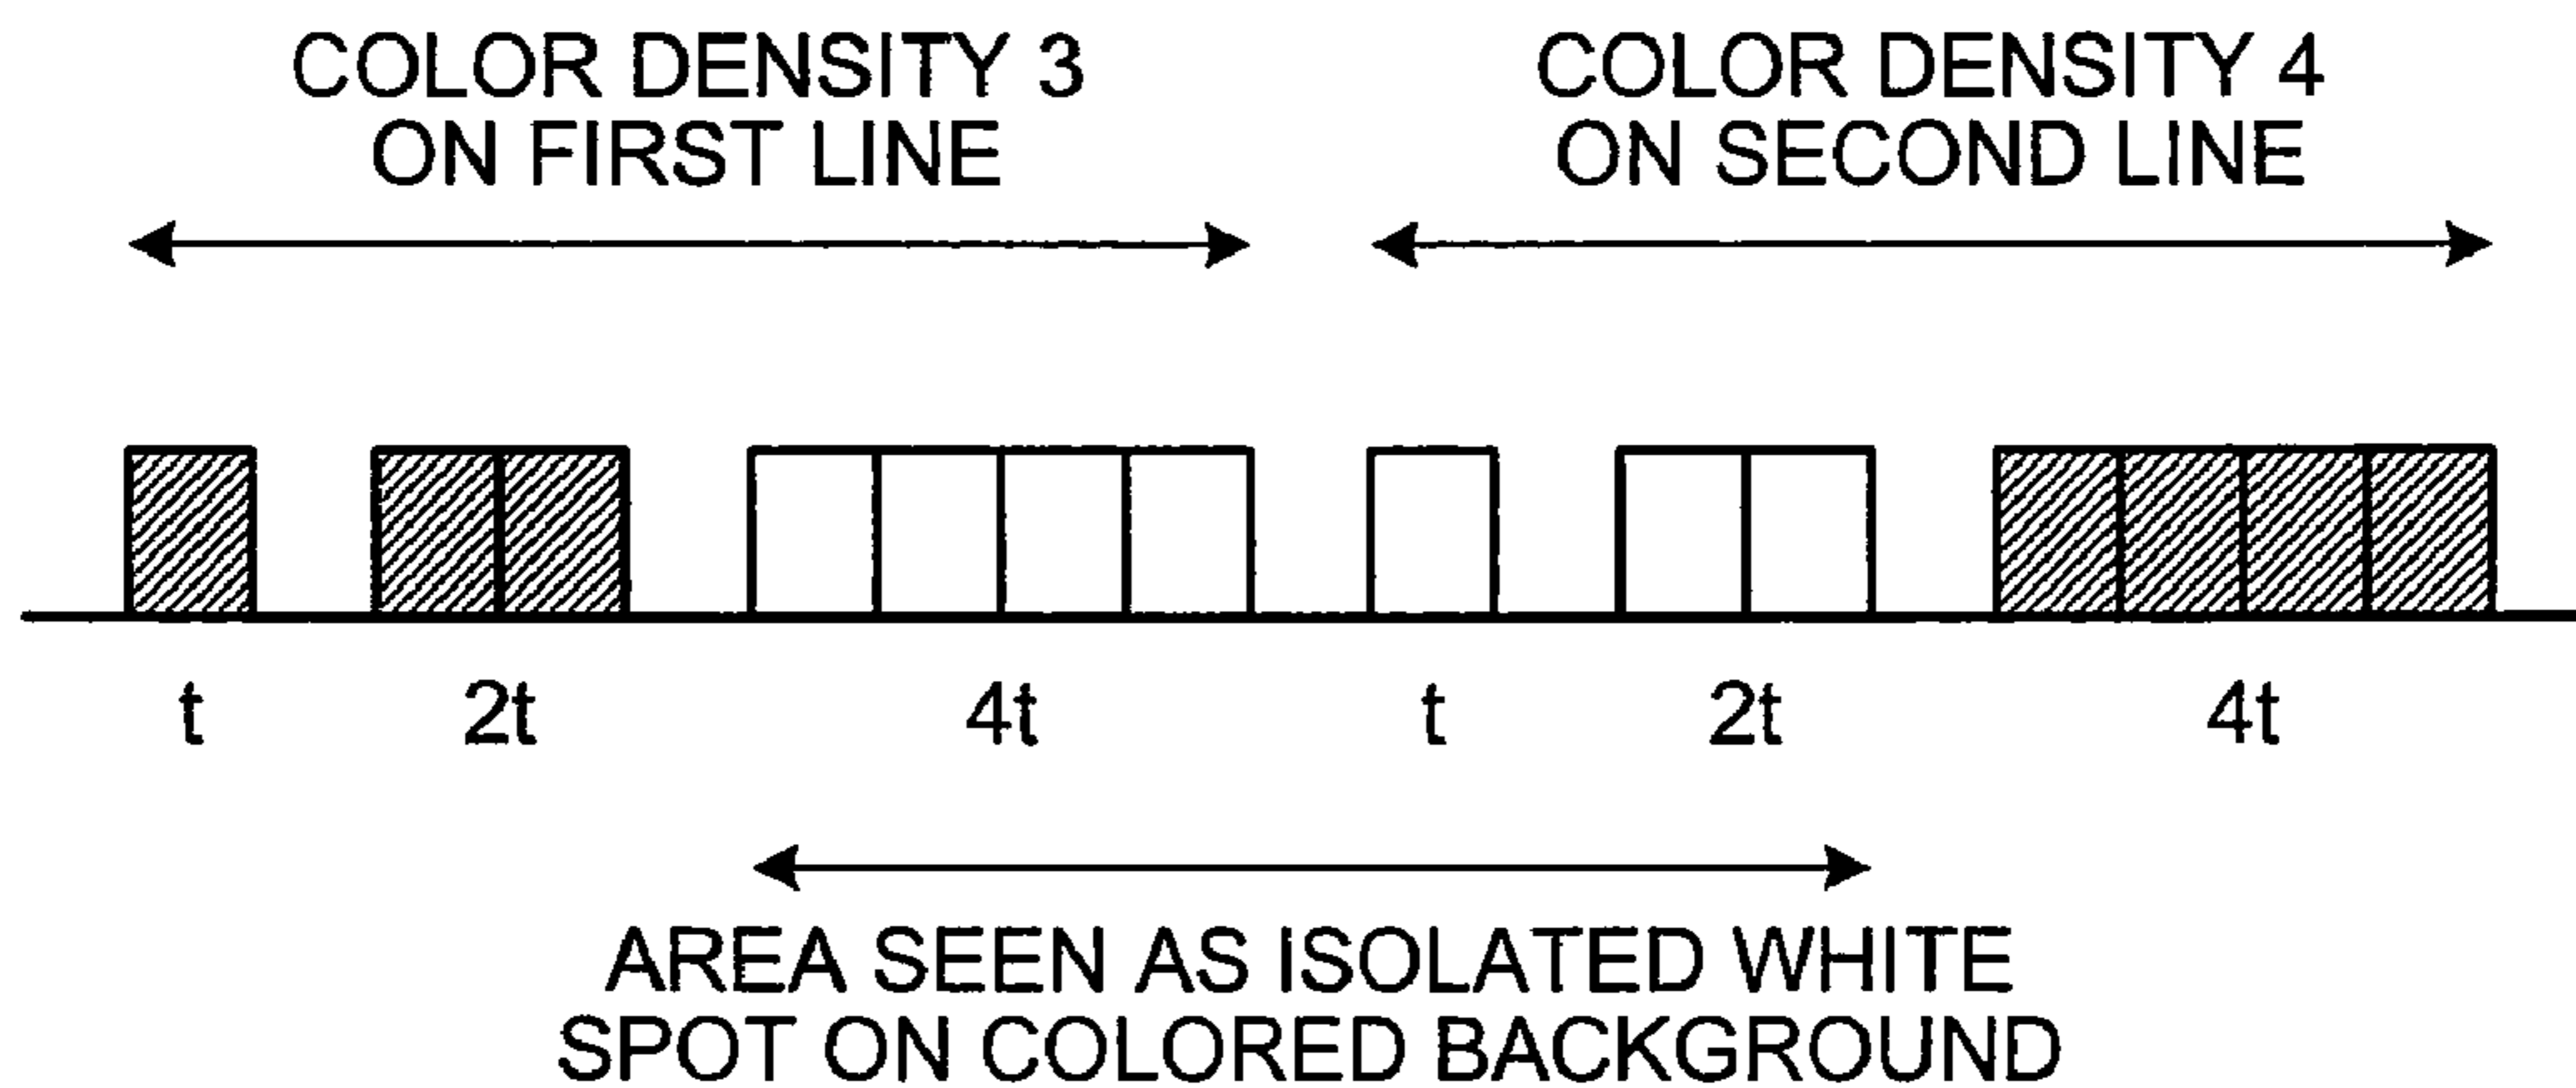 COLOR DENSITY 3
ON FIRST LINE
COLOR DENSITY 4
ON SECOND LINE
t 2t 4t t 2t 4t
AREA SEEN AS ISOLATED WHITE
SPOT ON COLORED BACKGROUND